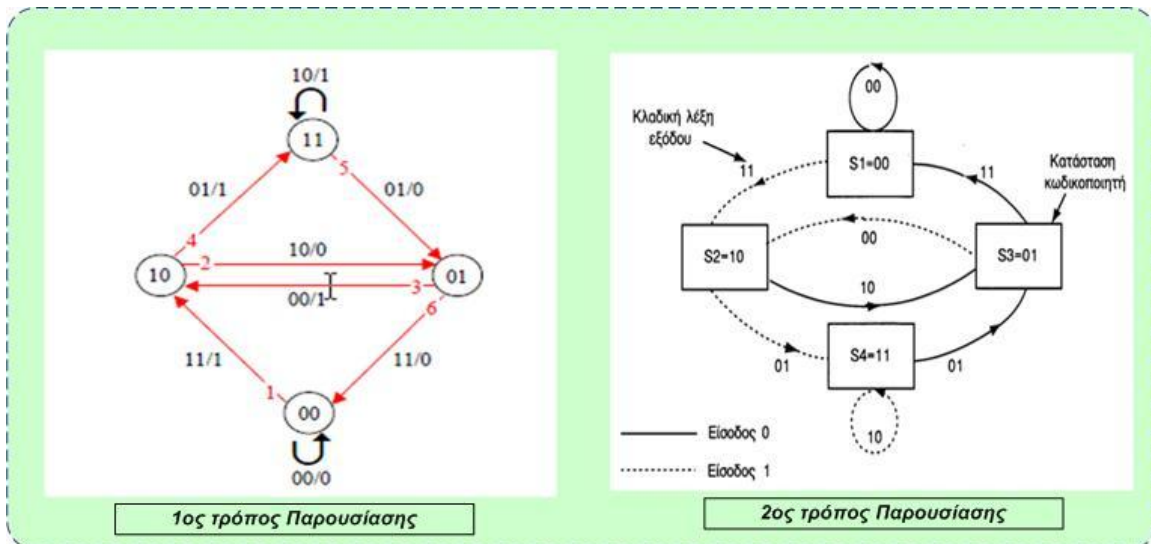 10/1
11
5
01/1
01/0
4
10/0
2
10
01
3
00/1
6
11/1
11/0
1
00
00/0
1ος τρόπος Παρουσίασης
00
Κλαδική λέξη
εξόδου
S1=00
Κατάσταση
κωδικοποιητή
11
11
00
S2=10
S3=01
10
S4=11
01
01
10
Είσοδος 0
Είσοδος 1
2ος τρόπος Παρουσίασης